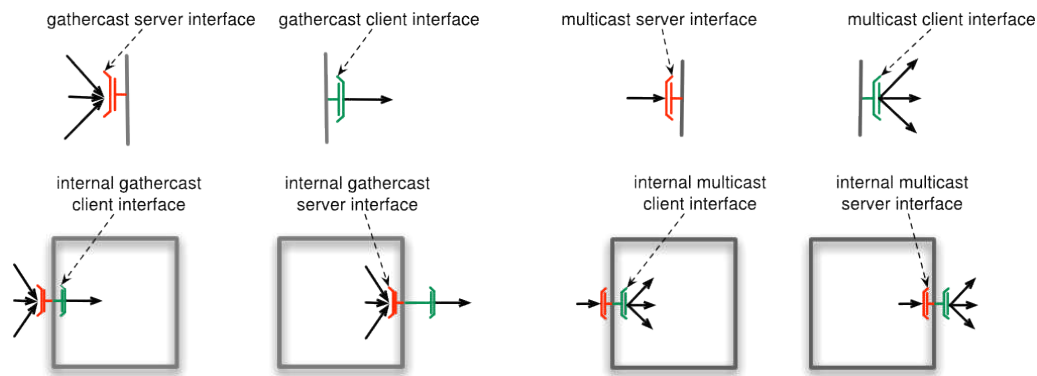 gathercast server interface
gathercast client interface
multicast server interface
multicast client interface
internal gathercast
client interface
internal gathercast
server interface
internal multicast
client interface
internal multicast
server interface